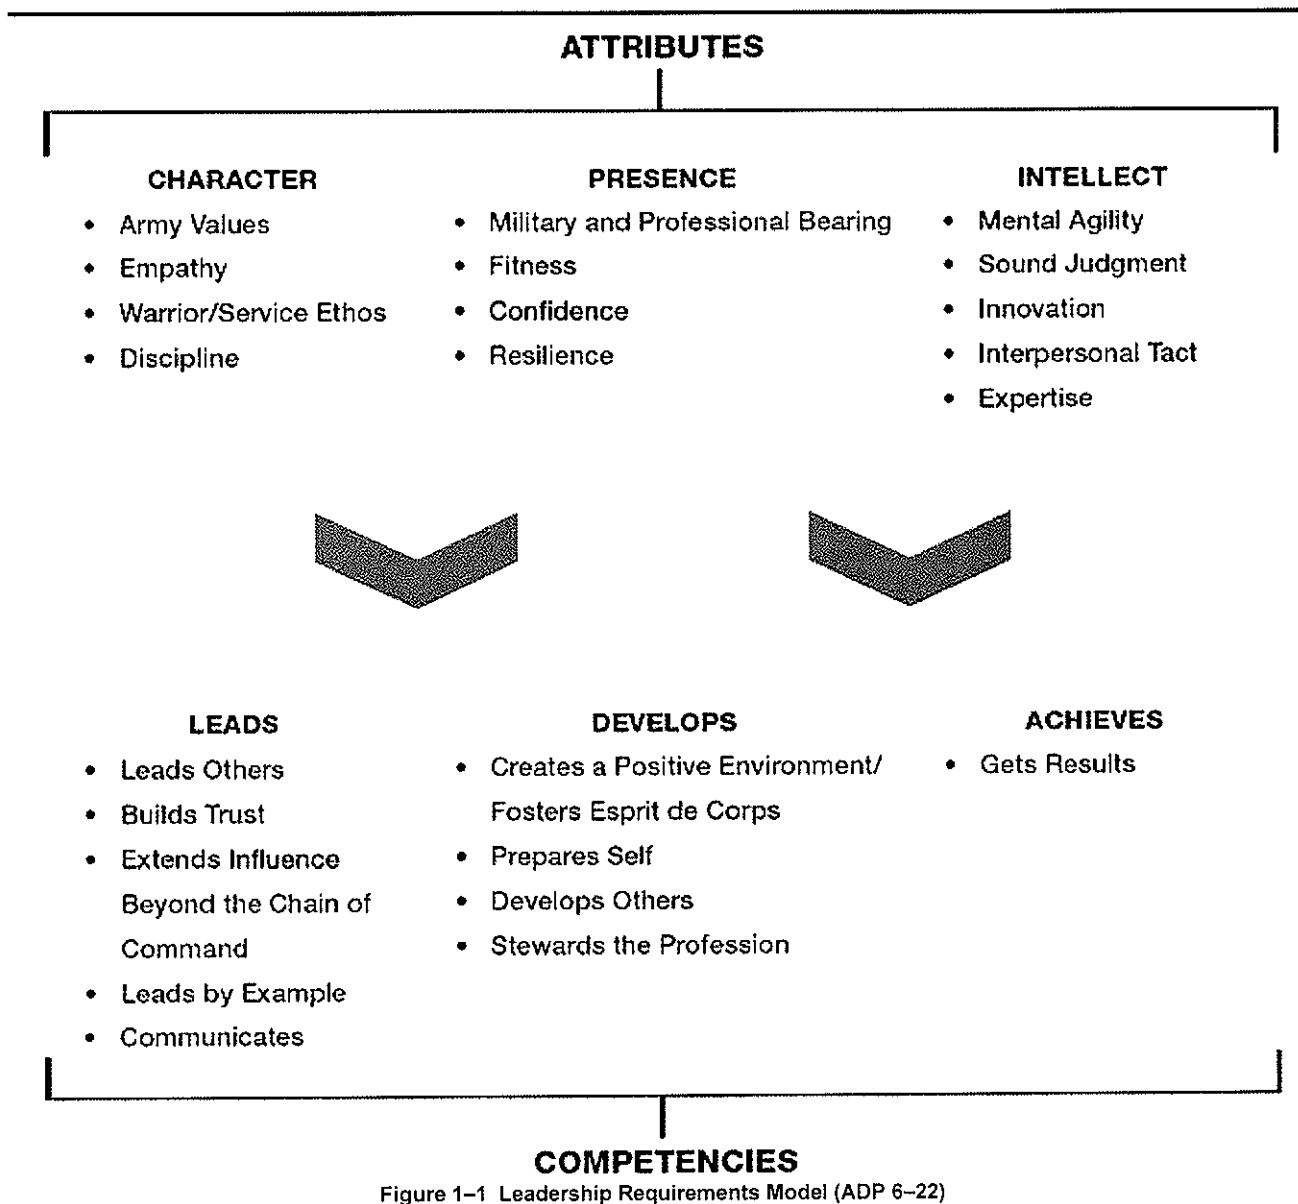 ATTRIBUTES
CHARACTER
• Army Values
• Empathy
• Warrior/Service Ethos
• Discipline
PRESENCE
• Military and Professional Bearing
• Fitness
• Confidence
• Resilience
INTELLECT
• Mental Agility
• Sound Judgment
• Innovation
• Interpersonal Tact
• Expertise
LEADS
• Leads Others
• Builds Trust
• Extends Influence
Beyond the Chain of
Command
• Leads by Example
• Communicates
DEVELOPS
• Creates a Positive Environment/
Fosters Esprit de Corps
• Prepares Self
• Develops Others
• Stewards the Profession
ACHIEVES
• Gets Results
COMPETENCIES
Figure 1–1 Leadership Requirements Model (ADP 6–22)